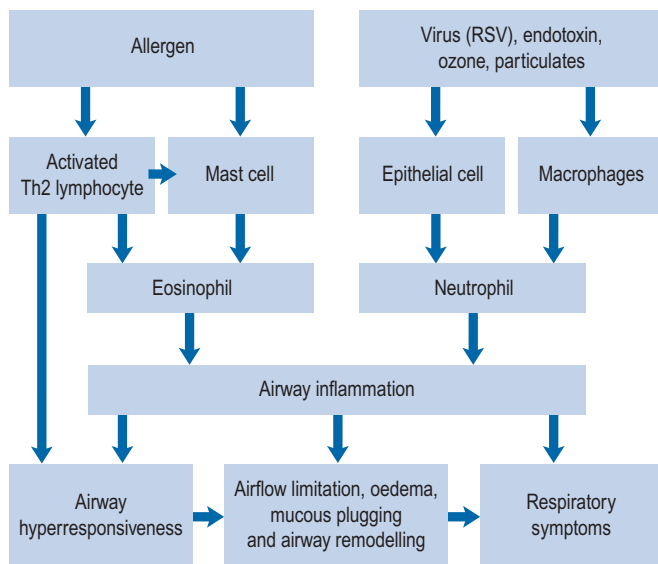 Allergen
Virus (RSV), endotoxin,
ozone, particulates
Activated
Th2 lymphocyte
Mast cell
Epithelial cell
Macrophages
Eosinophil
Neutrophil
Airway inflammation
Airway
hyperresponsiveness
Airflow limitation, oedema,
mucous plugging
and airway remodelling
Respiratory
symptoms